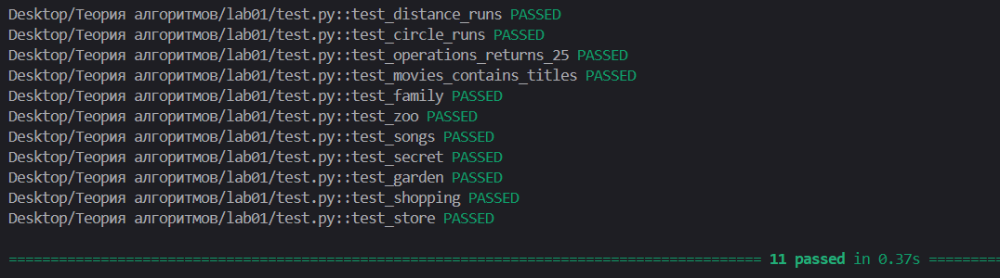 Desktop/Теория алгоритмов/lab01/test.py::test_distance_runs PASSED
Desktop/Теория алгоритмов/lab01/test.py::test_circle_runs PASSED
Desktop/Теория алгоритмов/lab01/test.py::test_operations_returns_25 PASSED
Desktop/Теория алгоритмов/lab01/test.py::test_movies_contains_titles PASSED
Desktop/Теория алгоритмов/lab01/test.py::test_family PASSED
Desktop/Теория алгоритмов/lab01/test.py::test_zoo PASSED
Desktop/Теория алгоритмов/lab01/test.py::test_songs PASSED
Desktop/Теория алгоритмов/lab01/test.py::test_secret PASSED
Desktop/Теория алгоритмов/lab01/test.py::test_garden PASSED
Desktop/Теория алгоритмов/lab01/test.py::test_shopping PASSED
Desktop/Теория алгоритмов/lab01/test.py::test_store PASSED
========================================================================================== 11 passed in 0.37s =========